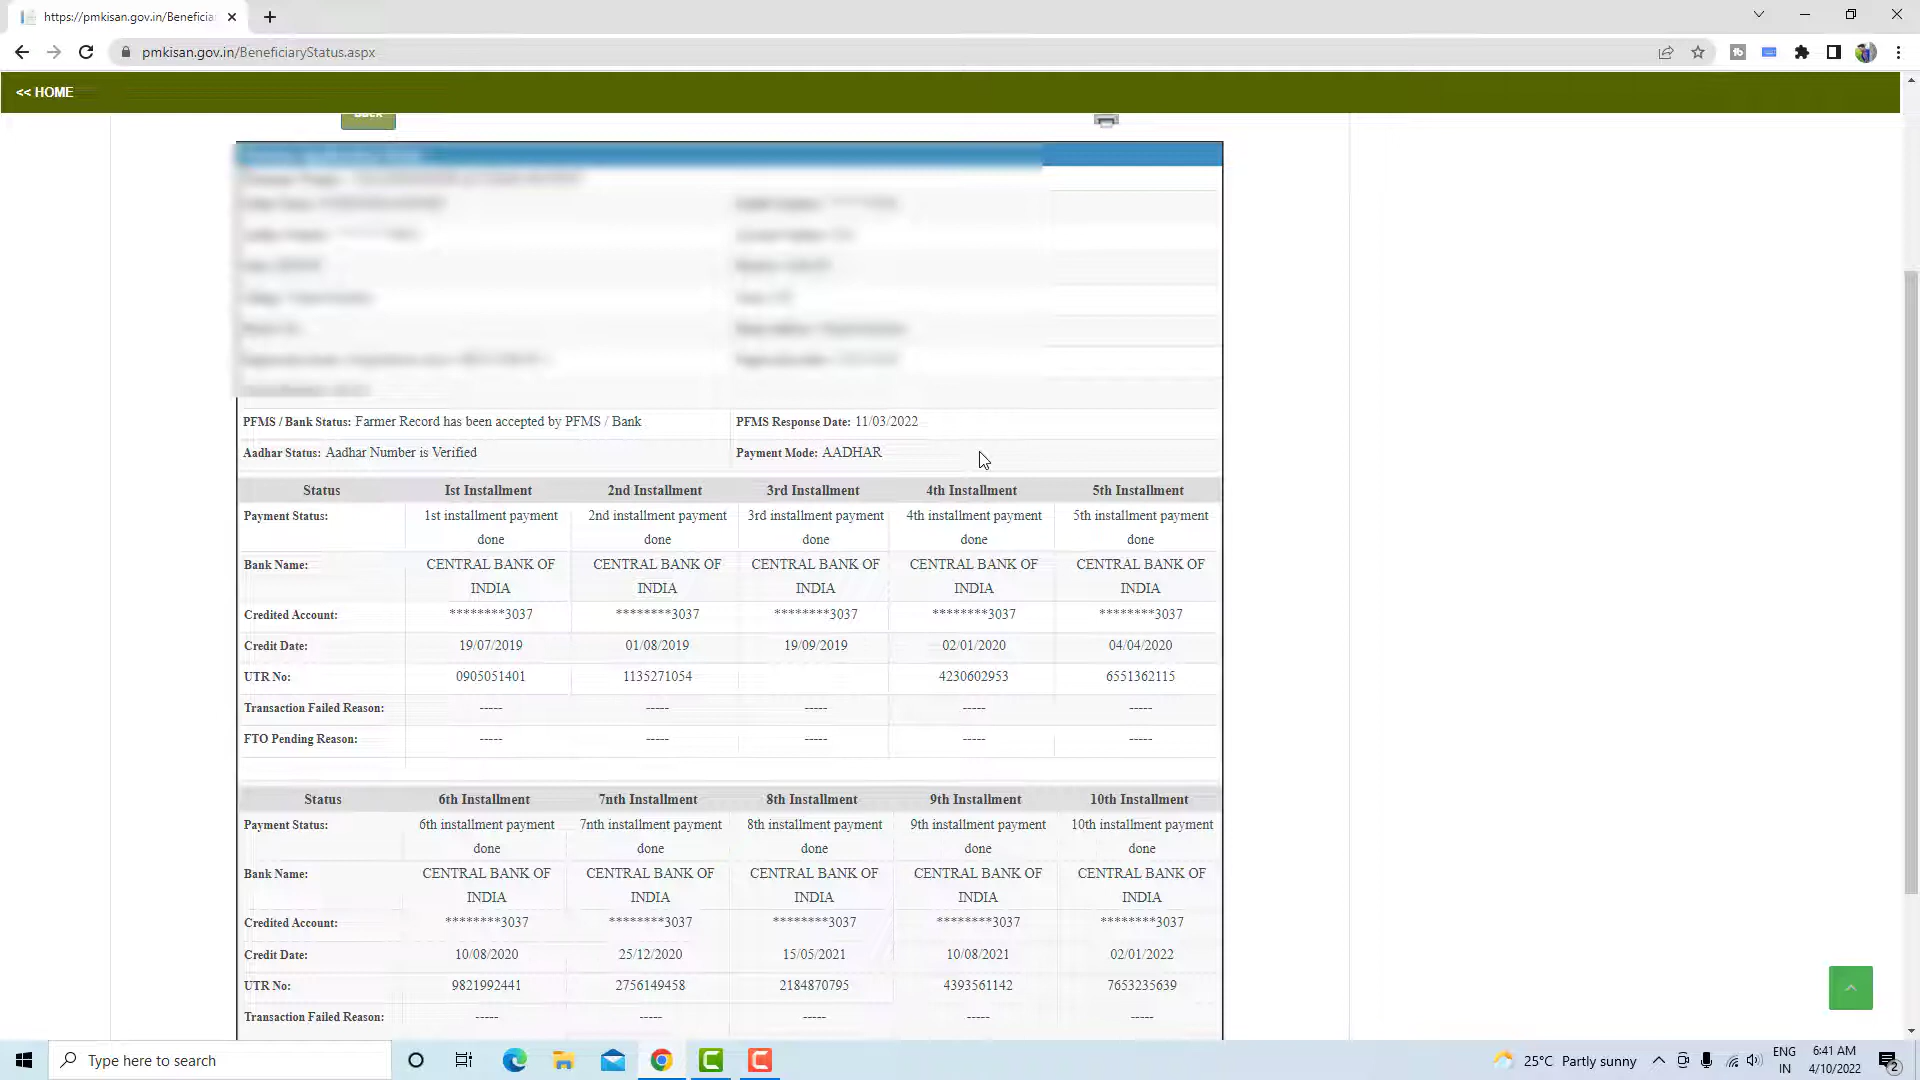 https://pmkisan.gov.in/Beneficia
pmkisan.gov.in/BeneficiaryStatus.aspx
<< HOME
Back
PFMS / Bank Status: Farmer Record has been accepted by PFMS / Bank PFMS Response Date: 11/03/2022
Aadhar Status: Aadhar Number is Verified Payment Mode: AADHAR
Status Ist Installment 2nd Installment 3rd Installment 4th Installment 5th Installment
Payment Status: 1st installment payment 2nd installment payment 3rd installment payment 4th installment payment 5th installment payment
done done done done done
Bank Name: CENTRAL BANK OF CENTRAL BANK OF CENTRAL BANK OF CENTRAL BANK OF CENTRAL BANK OF
INDIA INDIA INDIA INDIA INDIA
Credited Account: ********3037 ********3037 ********3037 ********3037 ********3037
Credit Date: 19/07/2019 01/08/2019 19/09/2019 02/01/2020 04/04/2020
UTR No: 0905051401 1135271054 4230602953 6551362115
Transaction Failed Reason: ----- ----- ----- ----- -----
FTO Pending Reason: ----- ----- ----- ----- -----
Status 6th Installment 7nth Installment 8th Installment 9th Installment 10th Installment
Payment Status: 6th installment payment 7nth installment payment 8th installment payment 9th installment payment 10th installment payment
done done done done done
Bank Name: CENTRAL BANK OF CENTRAL BANK OF CENTRAL BANK OF CENTRAL BANK OF CENTRAL BANK OF
INDIA INDIA INDIA INDIA INDIA
Credited Account: ********3037 ********3037 ********3037 ********3037 ********3037
Credit Date: 10/08/2020 25/12/2020 15/05/2021 10/08/2021 02/01/2022
UTR No: 9821992441 2756149458 2184870795 4393561142 7653235639
Transaction Failed Reason: ----- ----- ----- ----- -----
Type here to search
25°C Partly sunny
ENG
IN
6:41 AM
4/10/2022
2